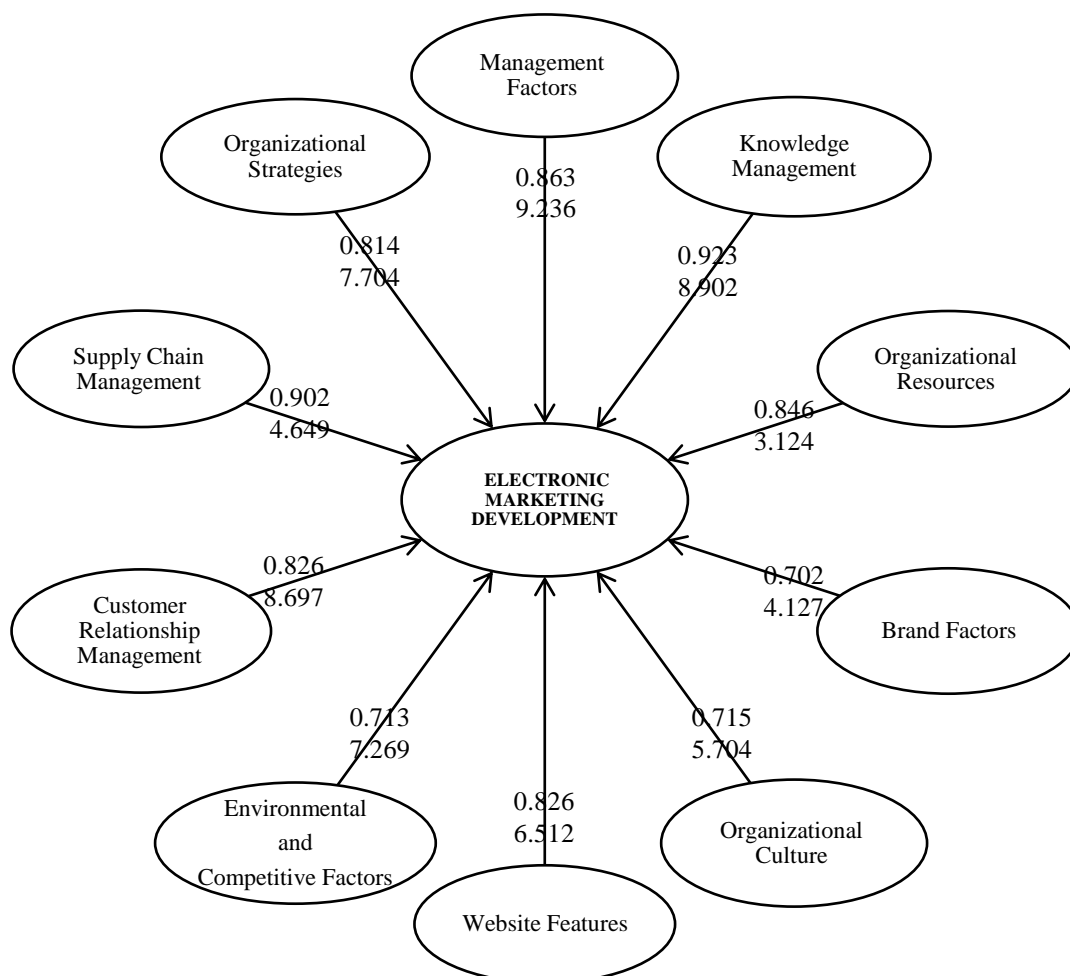 Management
Factors
Organizational
Strategies
Knowledge
Management
0.863
9.236
0.814
7.704
0.923
8.902
Supply Chain
Management
Organizational
Resources
0.902
4.649
0.846
3.124
ELECTRONIC
MARKETING
DEVELOPMENT
0.826
8.697
0.702
4.127
Customer
Relationship
Management
Brand Factors
0.713
7.269
0.715
5.704
0.826
6.512
Environmental
and
Competitive Factors
Organizational
Culture
Website Features